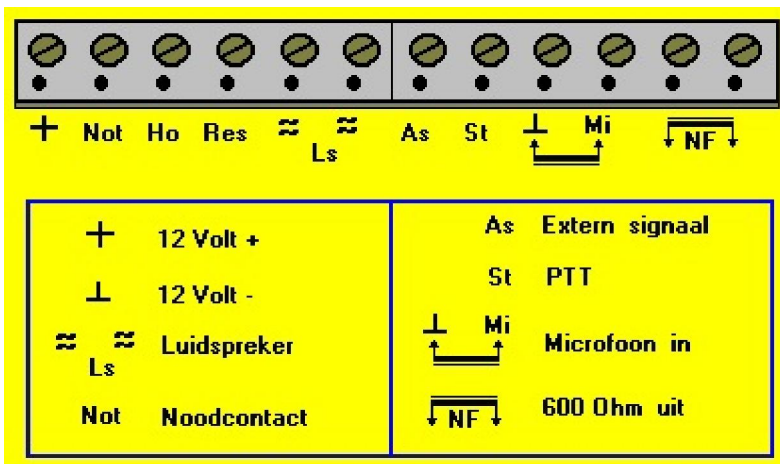 + Not Ho Res ≈ Ls ≈ As St ⊥ Mi NF
+ 12 Volt +
⊥ 12 Volt -
≈ Ls ≈ Luidspreker
Not Noodcontact
As Extern signaal
St PTT
⊥ Mi Microfoon in
NF 600 Ohm uit